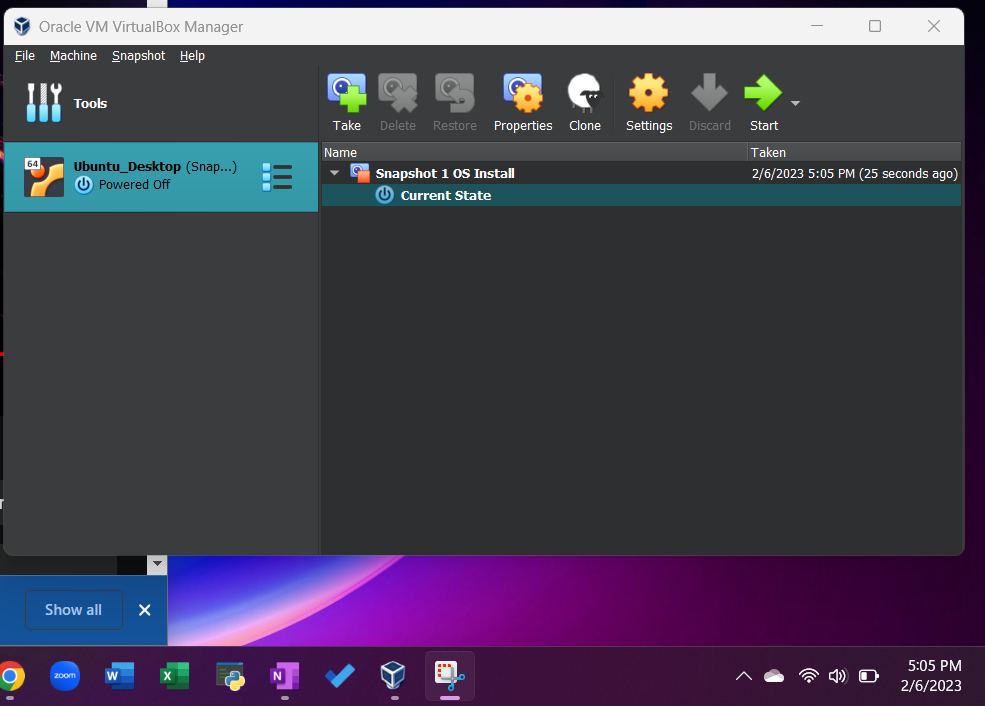 Oracle VM VirtualBox Manager
File Machine Snapshot Help
Tools
Take Delete Restore Properties Clone Settings Discard Start
64
Ubuntu_Desktop (Snap...)
Powered Off
Name Taken
Snapshot 1 OS Install 2/6/2023 5:05 PM (25 seconds ago)
Current State
Show all
zoom
W
X
N
5:05 PM
2/6/2023